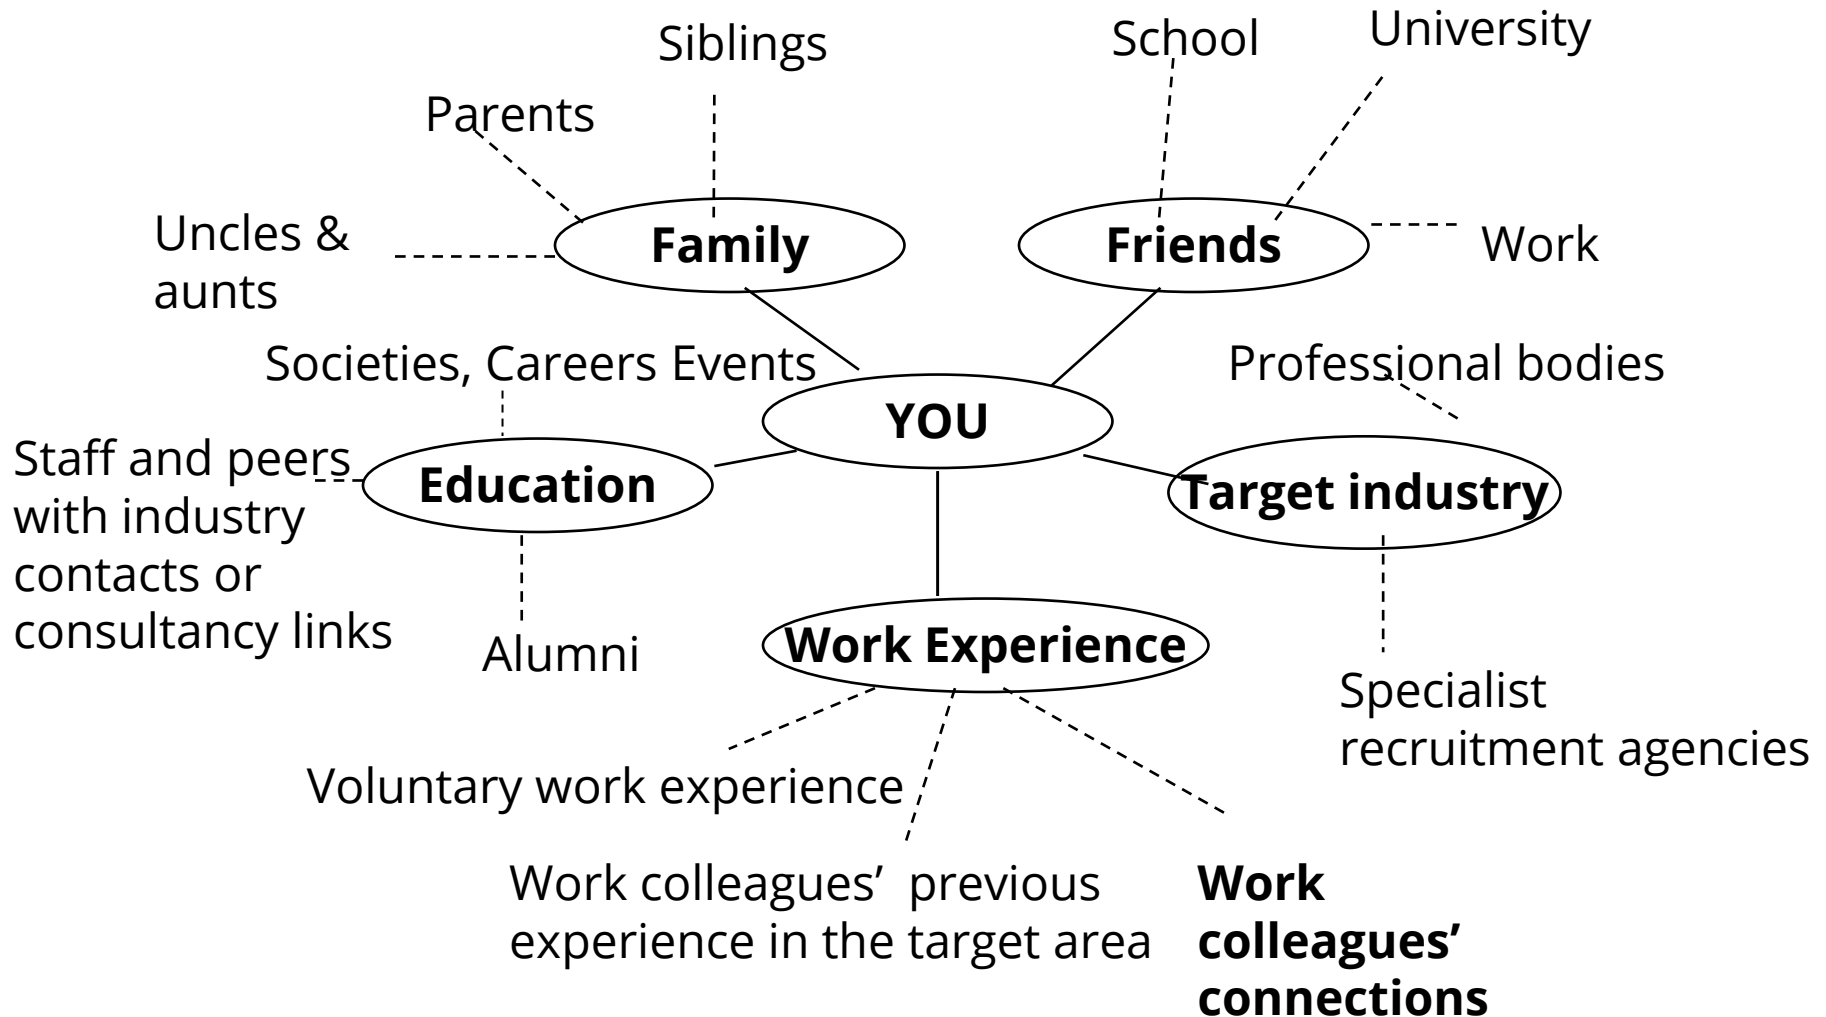 Siblings
School
University
Parents
Uncles &
aunts
Family
Friends
Work
Societies, Careers Events
Professional bodies
YOU
Staff and peers
with industry
contacts or
consultancy links
Education
Target industry
Alumni
Work Experience
Specialist
recruitment agencies
Voluntary work experience
Work colleagues’  previous
experience in the target area
Work
colleagues’
connections